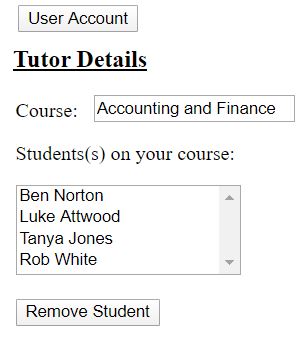 User Account
Tutor Details
Course: Accounting and Finance
Students(s) on your course:
Ben Norton
Luke Attwood
Tanya Jones
Rob White
Remove Student